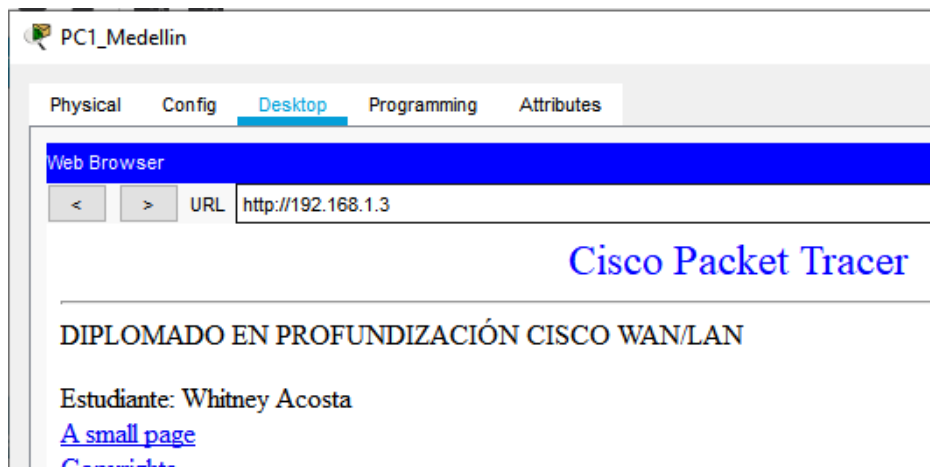 PC1_Medellin
Physical Config Desktop Programming Attributes
Web Browser
< > URL http://192.168.1.3
Cisco Packet Tracer
DIPLOMADO EN PROFUNDIZACIÓN CISCO WAN/LAN
Estudiante: Whitney Acosta
A small page